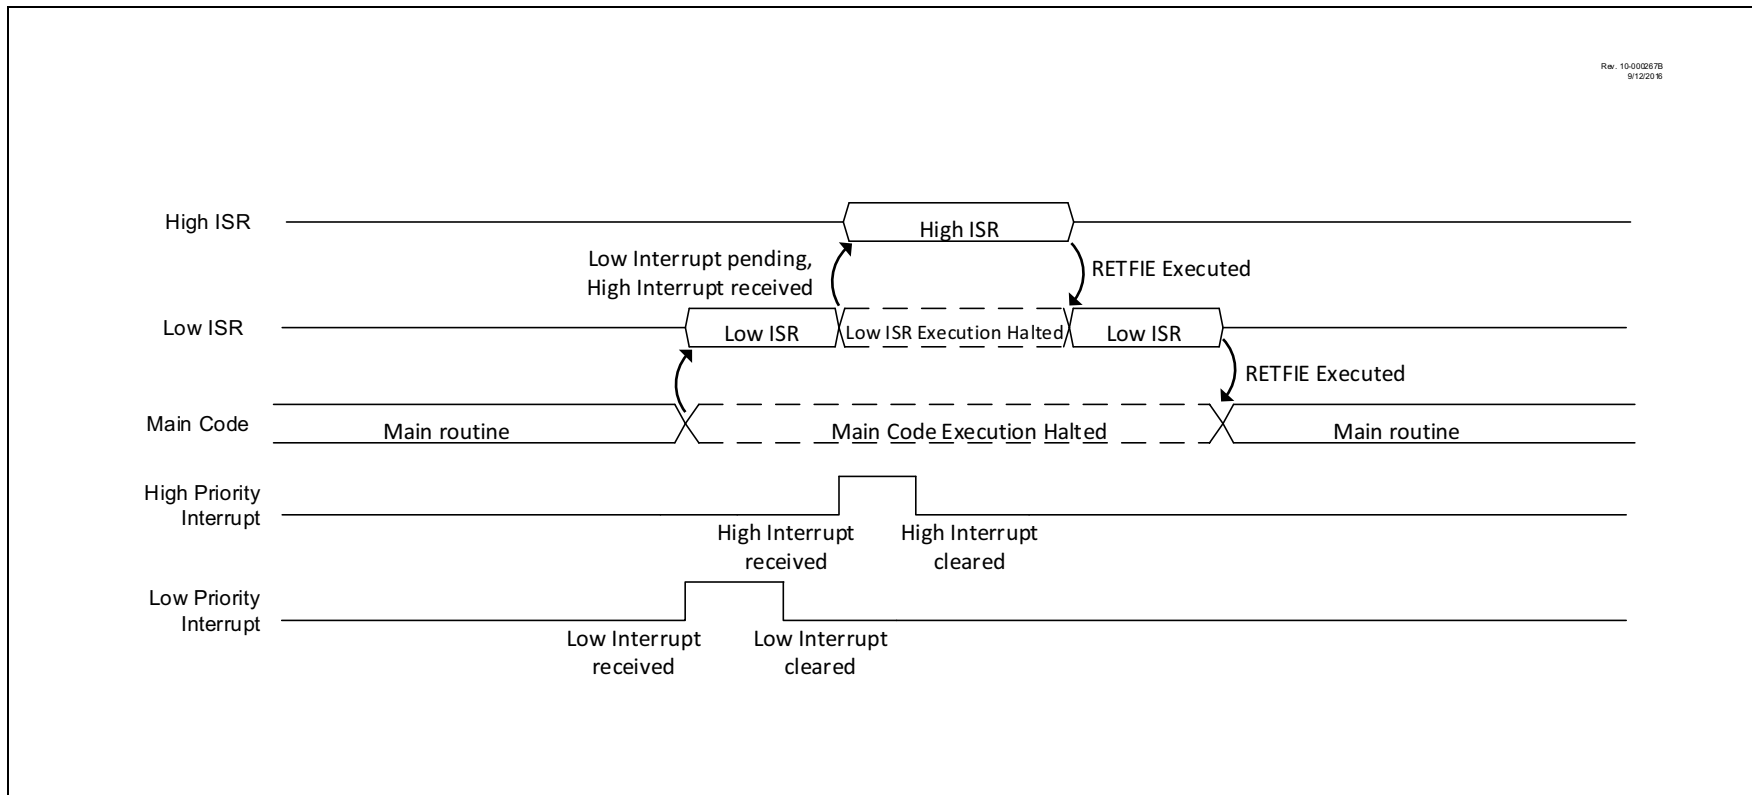 Rev. 10-000267B
9/12/2016
High ISR
High ISR
Low Interrupt pending,
High Interrupt received
RETFIE Executed
Low ISR
Low ISR
Low ISR Execution Halted
Low ISR
RETFIE Executed
Main Code
Main routine
Main Code Execution Halted
Main routine
High Priority
Interrupt
High Interrupt
received
High Interrupt
cleared
Low Priority
Interrupt
Low Interrupt
received
Low Interrupt
cleared